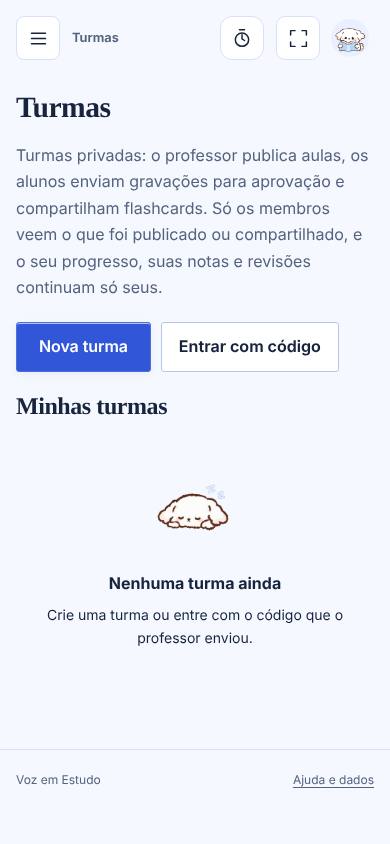 Turmas
Turmas
Turmas privadas: o professor publica aulas, os
alunos enviam gravações para aprovação e
compartilham flashcards. Só os membros
veem o que foi publicado ou compartilhado, e
o seu progresso, suas notas e revisões
continuam só seus.
Nova turma
Entrar com código
Minhas turmas
Nenhuma turma ainda
Crie uma turma ou entre com o código que o
professor enviou.
Voz em Estudo
Ajuda e dados